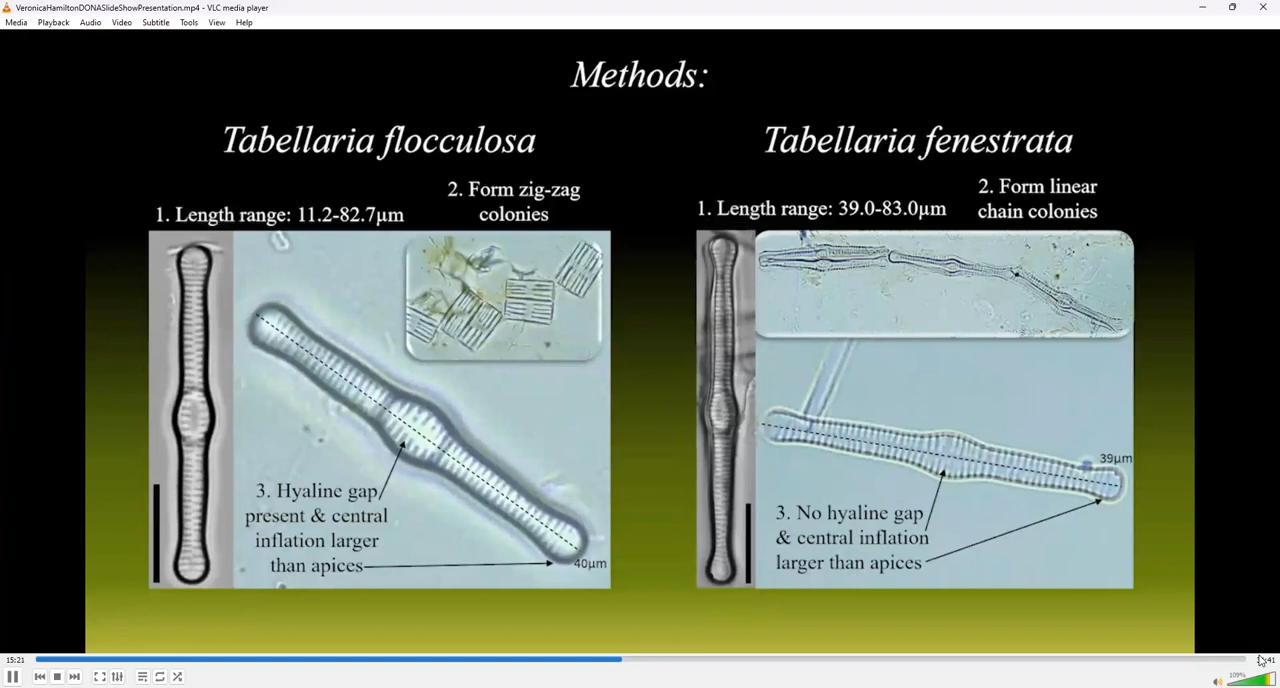 VeronicaHamiltonDONASlideShowPresentation.mp4 - VLC media player
Media Playback Audio Video Subtitle Tools View Help
Methods:
Tabellaria flocculosa
1. Length range: 11.2-82.7μm
2. Form zig-zag
colonies
3. Hyaline gap
present & central
inflation larger
than apices
40μm
Tabellaria fenestrata
1. Length range: 39.0-83.0μm
2. Form linear
chain colonies
39μm
3. No hyaline gap
& central inflation
larger than apices
15:21
109%